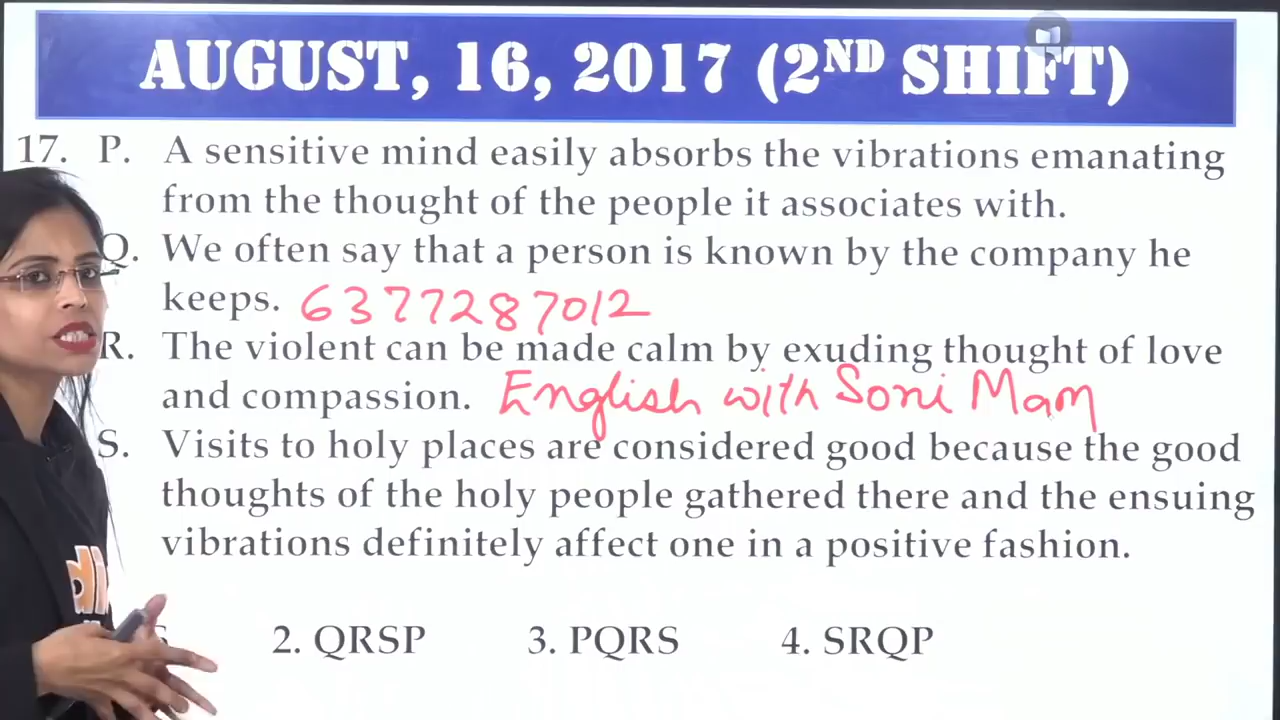 AUGUST, 16, 2017 (2ND SHIFT)
17. P. A sensitive mind easily absorbs the vibrations emanating
from the thought of the people it associates with.
Q. We often say that a person is known by the company he
keeps. 6377287012
R. The violent can be made calm by exuding thought of love
and compassion. English with Soni Mam
S. Visits to holy places are considered good because the good
thoughts of the holy people gathered there and the ensuing
vibrations definitely affect one in a positive fashion.
2. QRSP 3. PQRS 4. SRQP